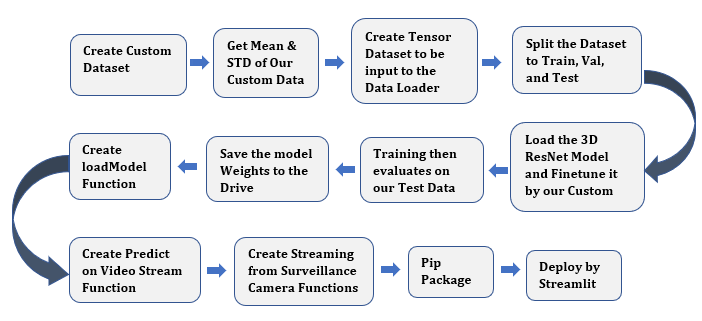 Create Custom
Dataset
Get Mean &
STD of Our
Custom Data
Create Tensor
Dataset to be
input to the
Data Loader
Split the Dataset
to Train, Val,
and Test
Load the 3D
ResNet Model
and Finetune it
by our Custom
Training then
evaluates on
our Test Data
Save the model
Weights to the
Drive
Create
loadModel
Function
Create Predict
on Video Stream
Function
Create Streaming
from Surveillance
Camera Functions
Pip
Package
Deploy by
Streamlit